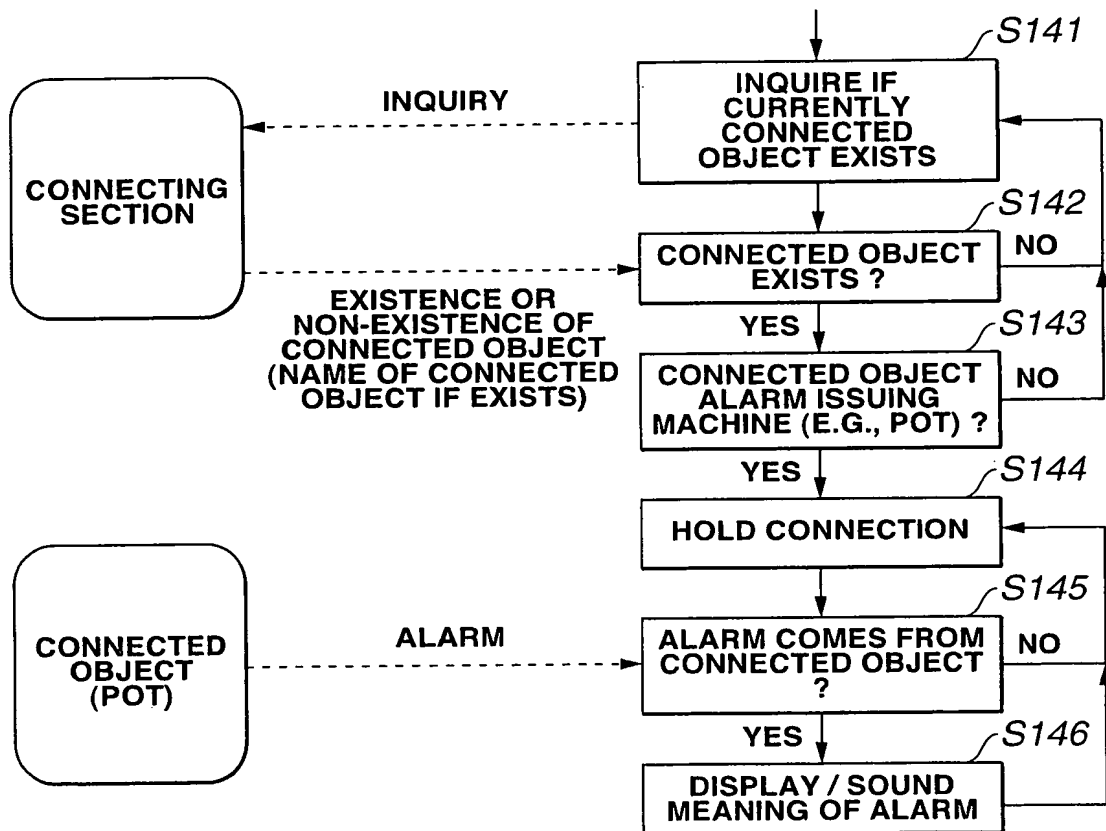 S141
INQUIRE IF
CURRENTLY
CONNECTED
OBJECT EXISTS
INQUIRY
CONNECTING
SECTION
S142
CONNECTED OBJECT
EXISTS ?
NO
EXISTENCE OR
NON-EXISTENCE OF
CONNECTED OBJECT
(NAME OF CONNECTED
OBJECT IF EXISTS)
YES
S143
CONNECTED OBJECT
ALARM ISSUING
MACHINE (E.G., POT) ?
NO
YES
S144
HOLD CONNECTION
S145
ALARM COMES FROM
CONNECTED OBJECT
?
NO
ALARM
CONNECTED
OBJECT
(POT)
YES
S146
DISPLAY / SOUND
MEANING OF ALARM